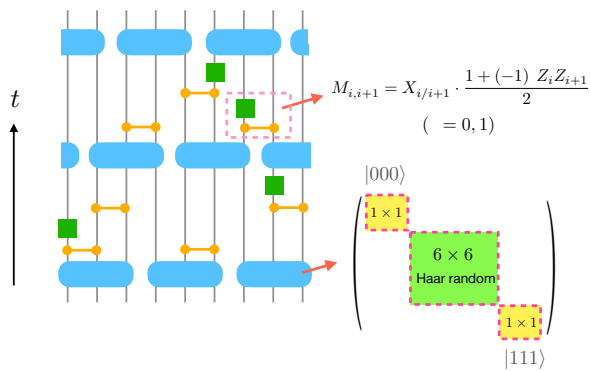 t
M_{i,i+1} = X_{i/i+1} · \frac{1 + (−1) Z_i Z_{i+1}}{2}
( = 0, 1)
|000⟩
1 × 1
6 × 6
Haar random
1 × 1
|111⟩